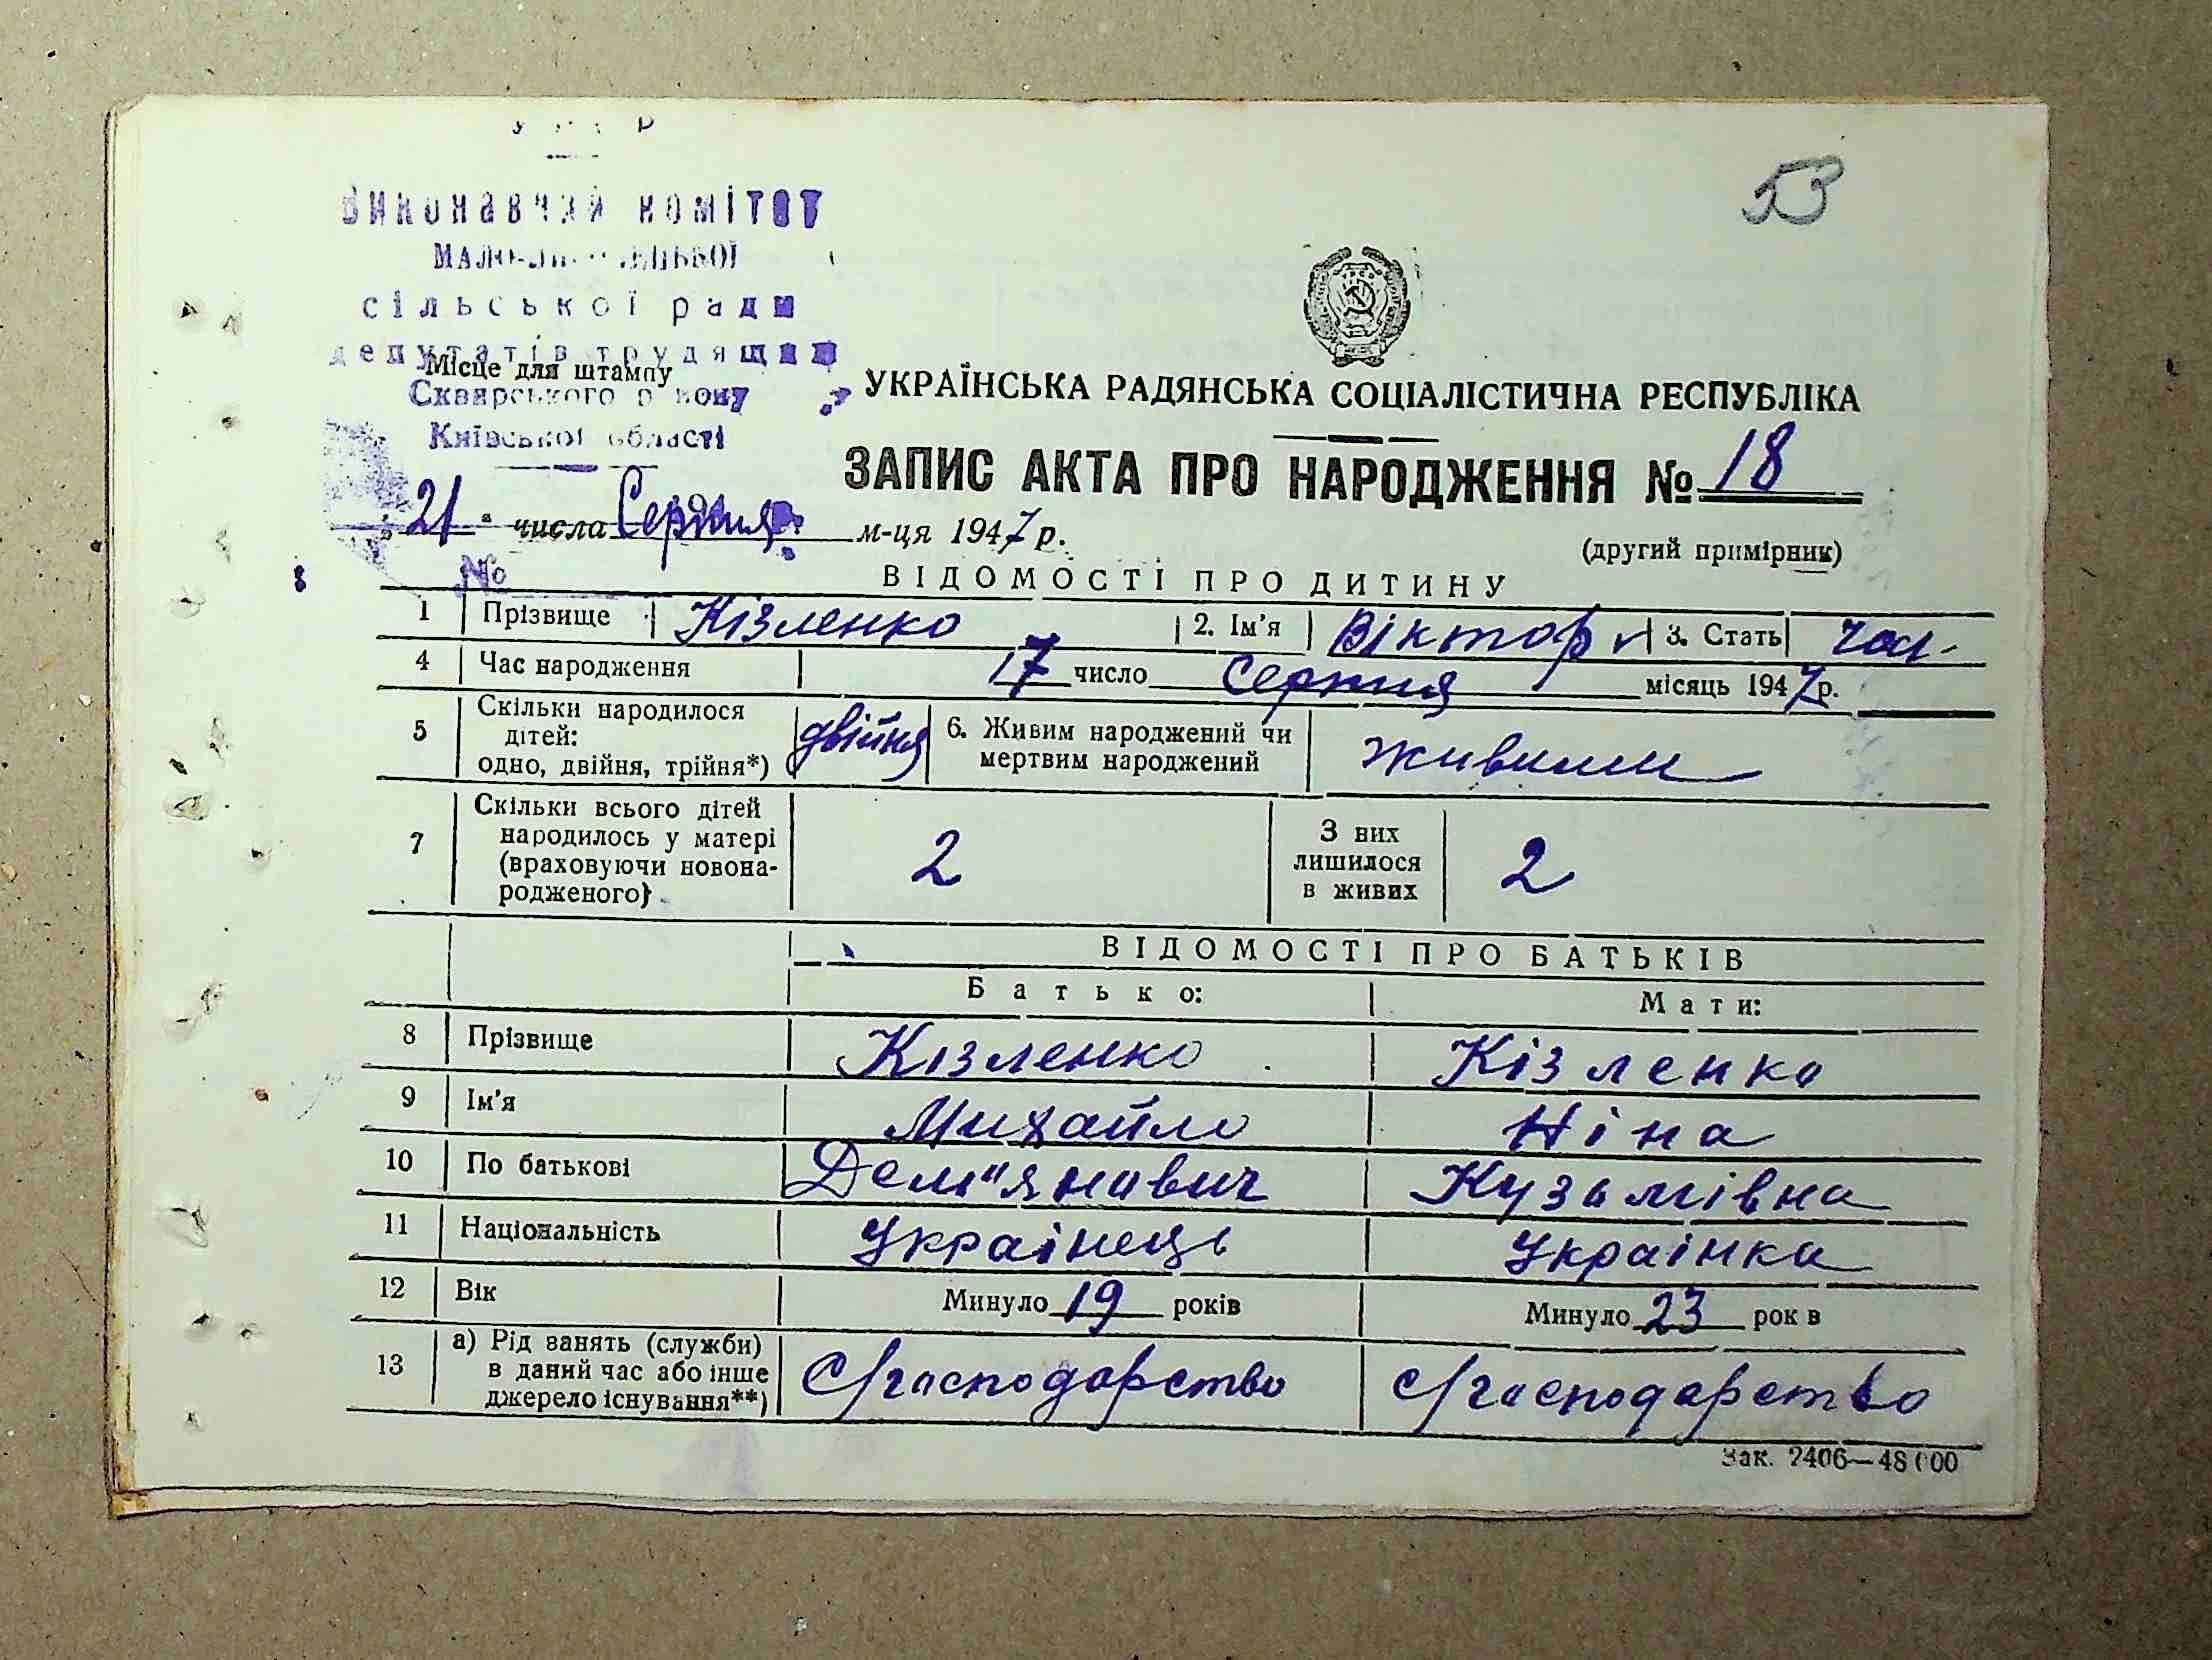 53
Виконавчий комітет
сільської ради
депутатів трудящих
Місце для штампу
Сквирського району
Київської області
УКРАЇНСЬКА РАДЯНСЬКА СОЦІАЛІСТИЧНА РЕСПУБЛІКА
ЗАПИС АКТА ПРО НАРОДЖЕННЯ № 18
„21“ числа Серпня м-ця 1947 р.
(другий примірник)
№
ВІДОМОСТІ ПРО ДИТИНУ
1 Прізвище Кізленко 2. Ім'я Віктор 3. Стать чол.
4 Час народження 17 число Серпня місяць 1947 р.
5 Скільки народилося дітей: одно, двійня, трійня*) двійня 6. Живим народжений чи мертвим народжений живими
7 Скільки всього дітей народилось у матері (враховуючи новонародженого) 2 З них лишилося в живих 2
ВІДОМОСТІ ПРО БАТЬКІВ
Батько: Мати:
8 Прізвище Кізленко Кізленко
9 Ім'я Михайло Ніна
10 По батькові Дем"янович Кузьмівна
11 Національність Українець Українка
12 Вік Минуло 19 років Минуло 23 рок в
13 а) Рід занять (служби) в даний час або інше джерело існування**) С/господарство С/господарство
Зак. 2406—48000